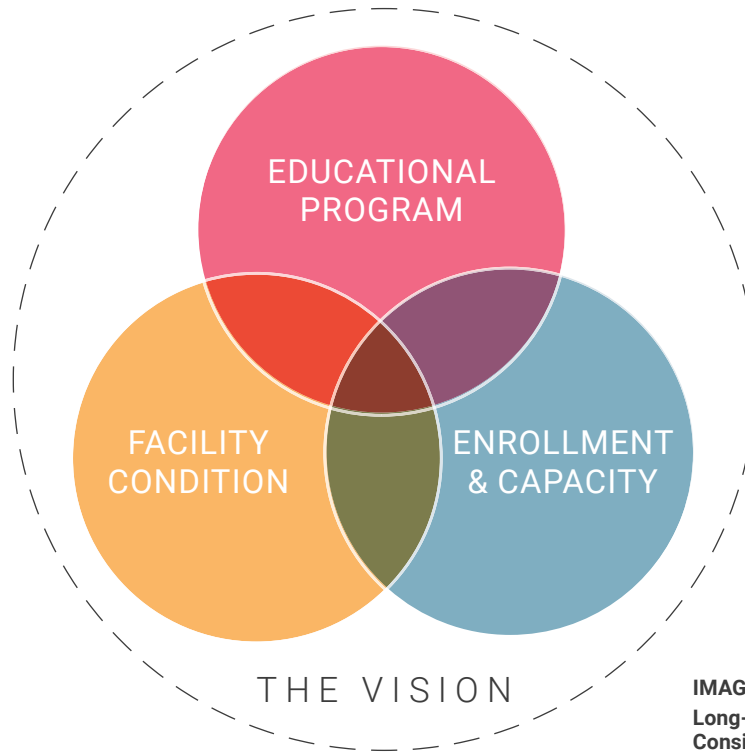 EDUCATIONAL
PROGRAM
FACILITY
CONDITION
ENROLLMENT
& CAPACITY
THE VISION
IMAG
Long-
Consi